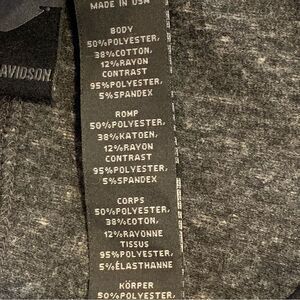 MADE IN USA
BODY
50%POLYESTER,
38%COTTON,
12%RAYON
CONTRAST
95%POLYESTER,
5%SPANDEX
ROMP
50%POLYESTER,
38%KATOEN,
12%RAYON
CONTRAST
95%POLYESTER,
5%SPANDEX
CORPS
50%POLYESTER,
38%COTON,
12%RAYONNE
TISSUS
95%POLYESTER,
5%ÉLASTHANNE
KÖRPER
50%POLYESTER,
AVIDSON